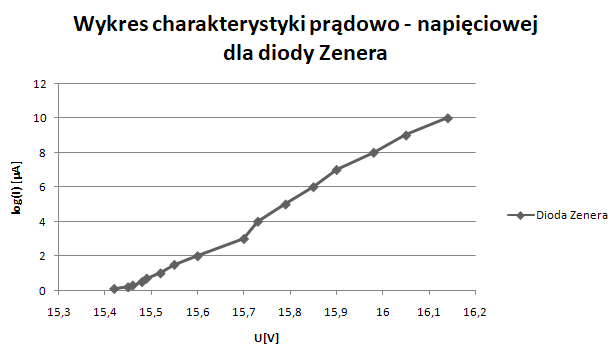 Wykres charakterystyki prądowo - napięciowej
dla diody Zenera
12
10
8
6
4
2
0
log(I) [µA]
15,3 15,4 15,5 15,6 15,7 15,8 15,9 16 16,1 16,2
U[V]
Dioda Zenera